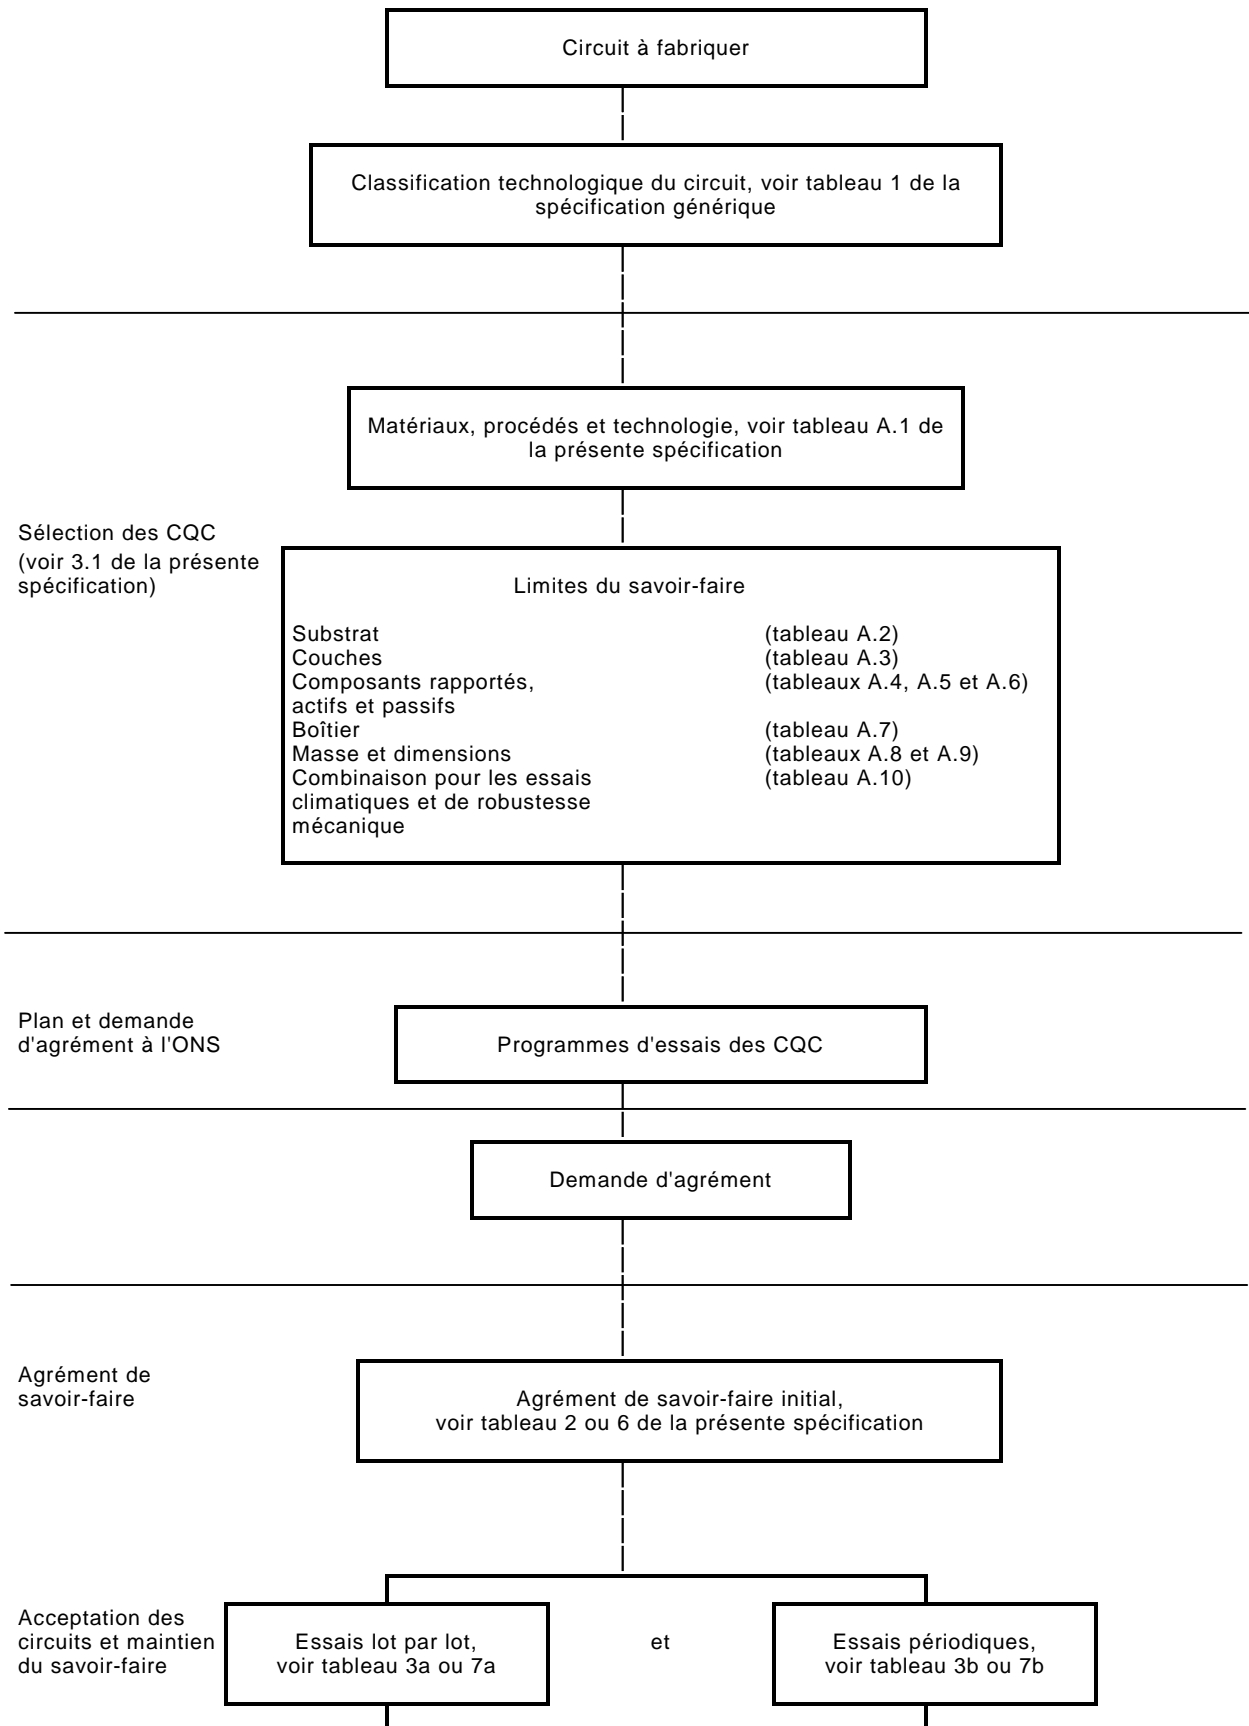 Circuit à fabriquer
Classification technologique du circuit, voir tableau 1 de la
spécification générique
Matériaux, procédés et technologie, voir tableau A.1 de
la présente spécification
Sélection des CQC
(voir 3.1 de la présente
spécification)
Limites du savoir-faire
Substrat (tableau A.2)
Couches (tableau A.3)
Composants rapportés, (tableaux A.4, A.5 et A.6)
actifs et passifs
Boîtier (tableau A.7)
Masse et dimensions (tableaux A.8 et A.9)
Combinaison pour les essais (tableau A.10)
climatiques et de robustesse
mécanique
Plan et demande
d'agrément à l'ONS
Programmes d'essais des CQC
Demande d'agrément
Agrément de
savoir-faire
Agrément de savoir-faire initial,
voir tableau 2 ou 6 de la présente spécification
Acceptation des
circuits et maintien
du savoir-faire
Essais lot par lot,
voir tableau 3a ou 7a
et
Essais périodiques,
voir tableau 3b ou 7b